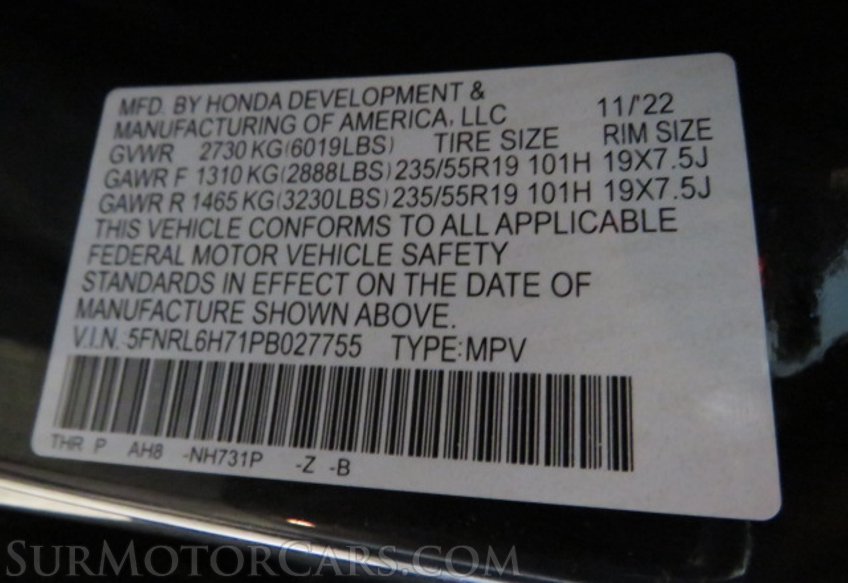 MFD. BY HONDA DEVELOPMENT &
MANUFACTURING OF AMERICA, LLC 11/'22
GVWR 2730 KG(6019LBS) TIRE SIZE RIM SIZE
GAWR F 1310 KG(2888LBS) 235/55R19 101H 19X7.5J
GAWR R 1465 KG(3230LBS) 235/55R19 101H 19X7.5J
THIS VEHICLE CONFORMS TO ALL APPLICABLE
FEDERAL MOTOR VEHICLE SAFETY
STANDARDS IN EFFECT ON THE DATE OF
MANUFACTURE SHOWN ABOVE.
V.I.N.:5FNRL6H71PB027755 TYPE:MPV
THR P AH8 -NH731P -Z -B
SURMOTORCARS.COM